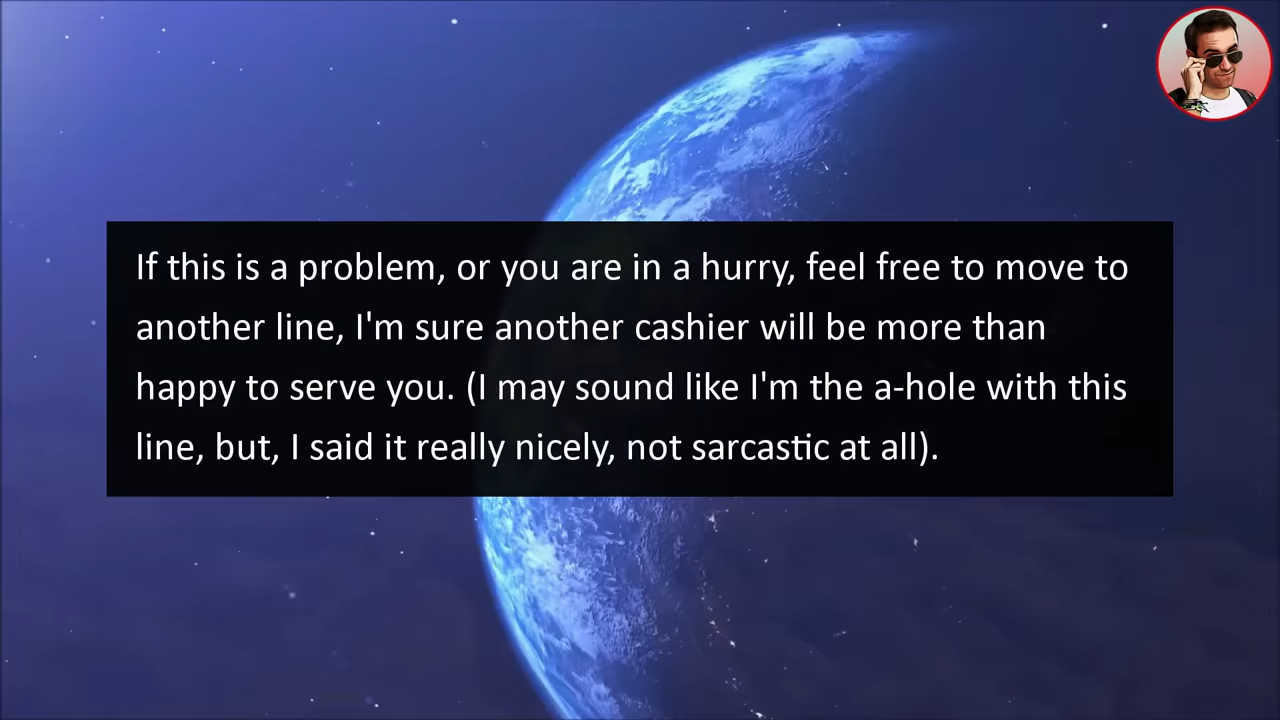 If this is a problem, or you are in a hurry, feel free to move to
another line, I'm sure another cashier will be more than
happy to serve you. (I may sound like I'm the a-hole with this
line, but, I said it really nicely, not sarcastic at all).